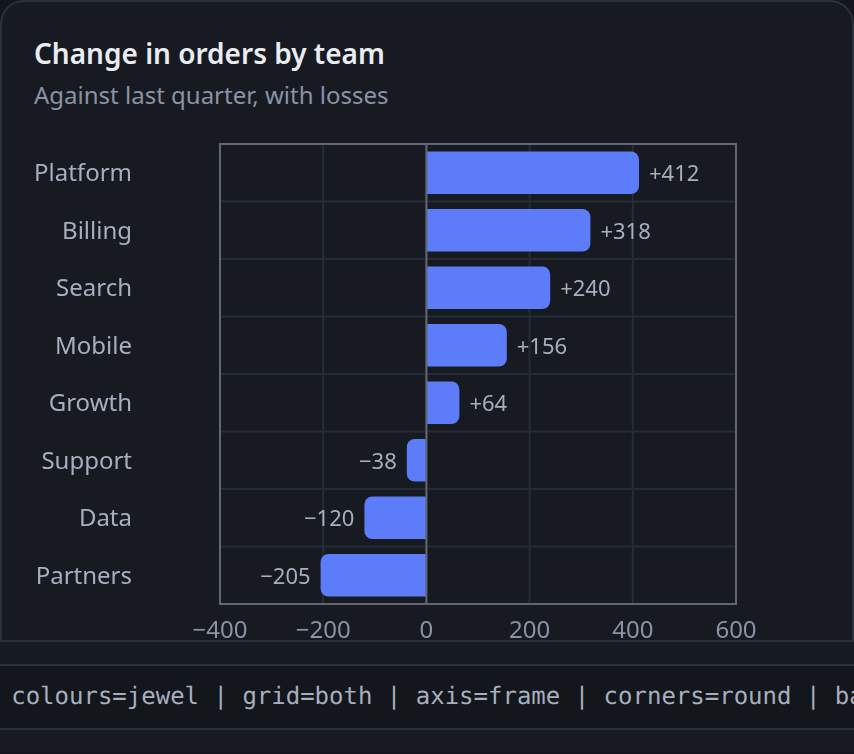 Change in orders by team
Against last quarter, with losses
Platform +412
Billing +318
Search +240
Mobile +156
Growth +64
Support −38
Data −120
Partners −205
−400 −200 0 200 400 600
colours=jewel | grid=both | axis=frame | corners=round | ba